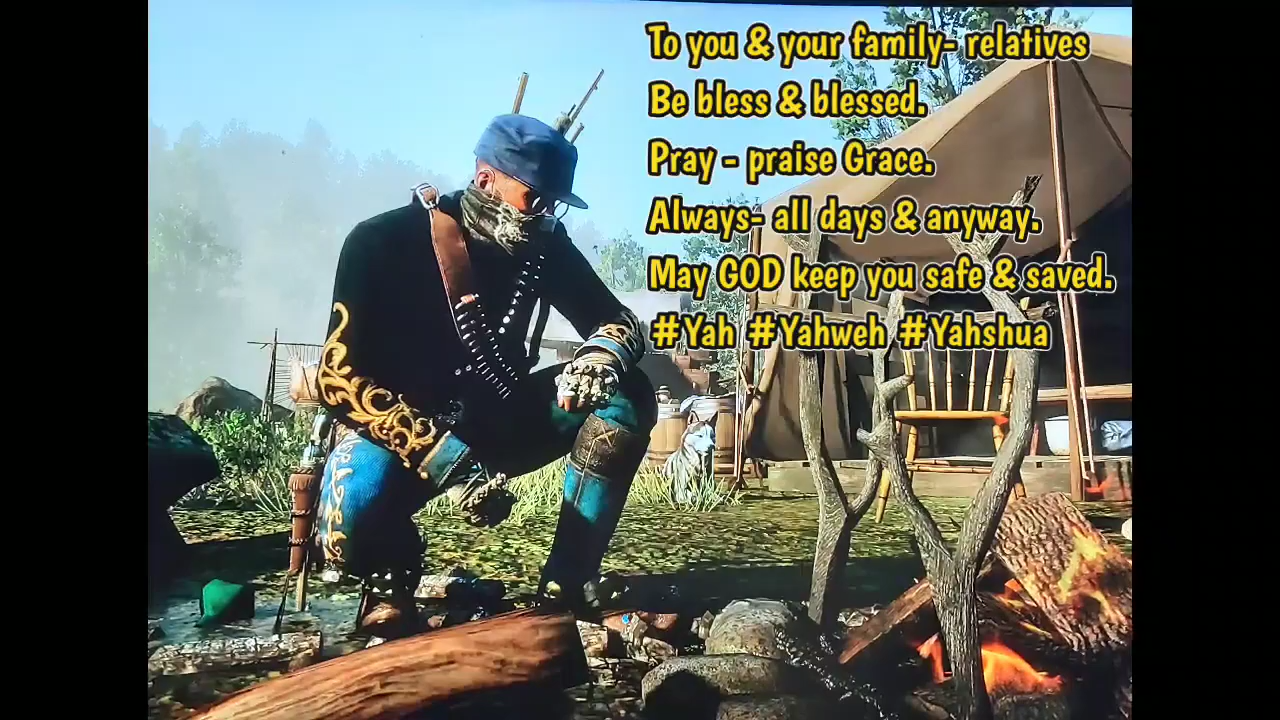 To you & your family- relatives
Be bless & blessed.
Pray - praise Grace.
Always- all days & anyway.
May GOD keep you safe & saved.
#Yah #Yahweh #Yahshua